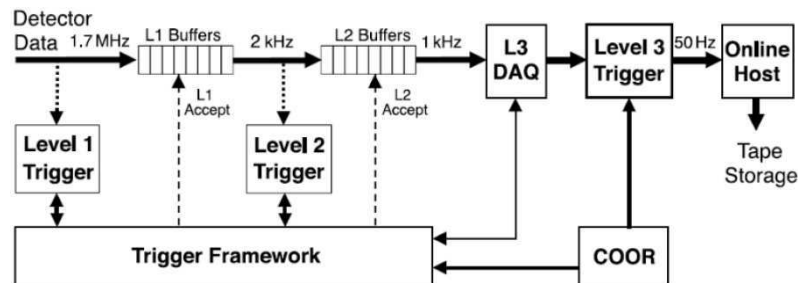 Detector
Data
1.7 MHz
L1 Buffers
2 kHz
L2 Buffers
1 kHz
L3
DAQ
Level 3
Trigger
50 Hz
Online
Host
L1
Accept
L2
Accept
Level 1
Trigger
Level 2
Trigger
Tape
Storage
Trigger Framework
COOR